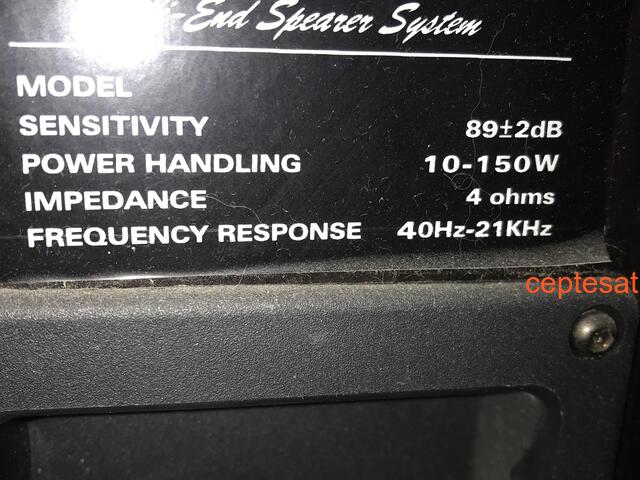 -End Spearer System
MODEL
SENSITIVITY 89±2dB
POWER HANDLING 10-150W
IMPEDANCE 4 ohms
FREQUENCY RESPONSE 40Hz-21KHz
ceptesat